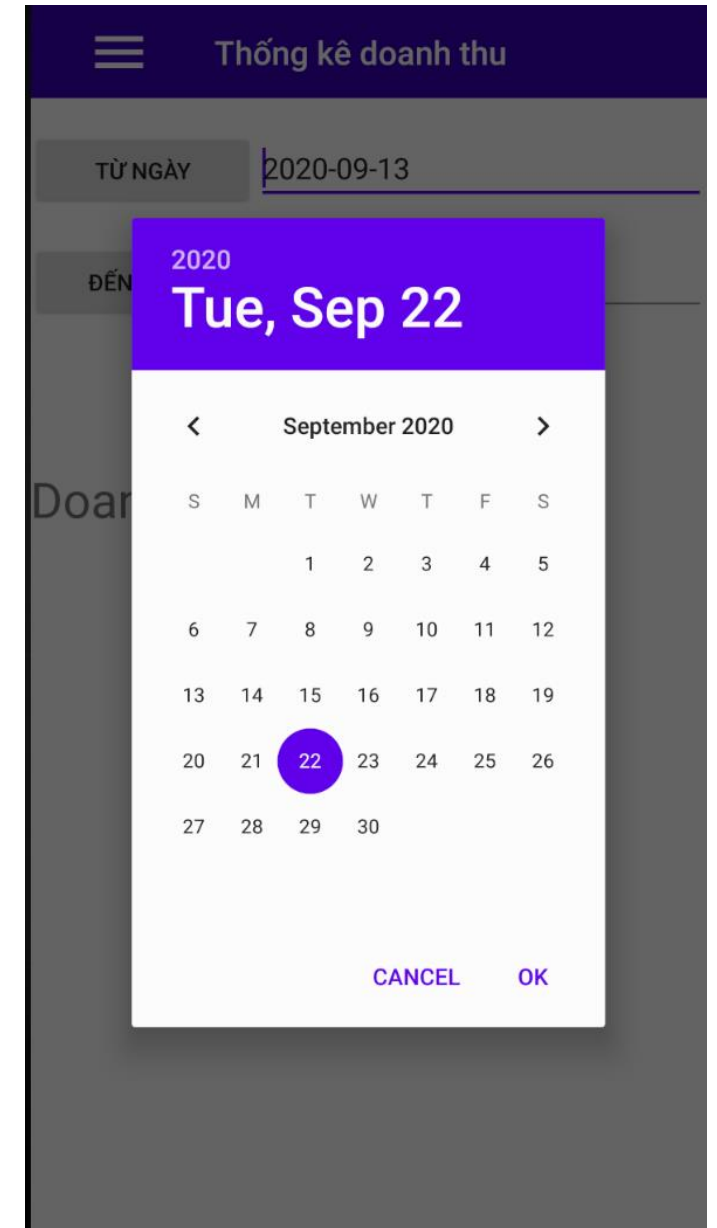 Thống kê doanh thu
TỪ NGÀY 2020-09-13
ĐẾN
2020
Tue, Sep 22
September 2020
S M T W T F S
1 2 3 4 5
6 7 8 9 10 11 12
13 14 15 16 17 18 19
20 21 22 23 24 25 26
27 28 29 30
CANCEL OK